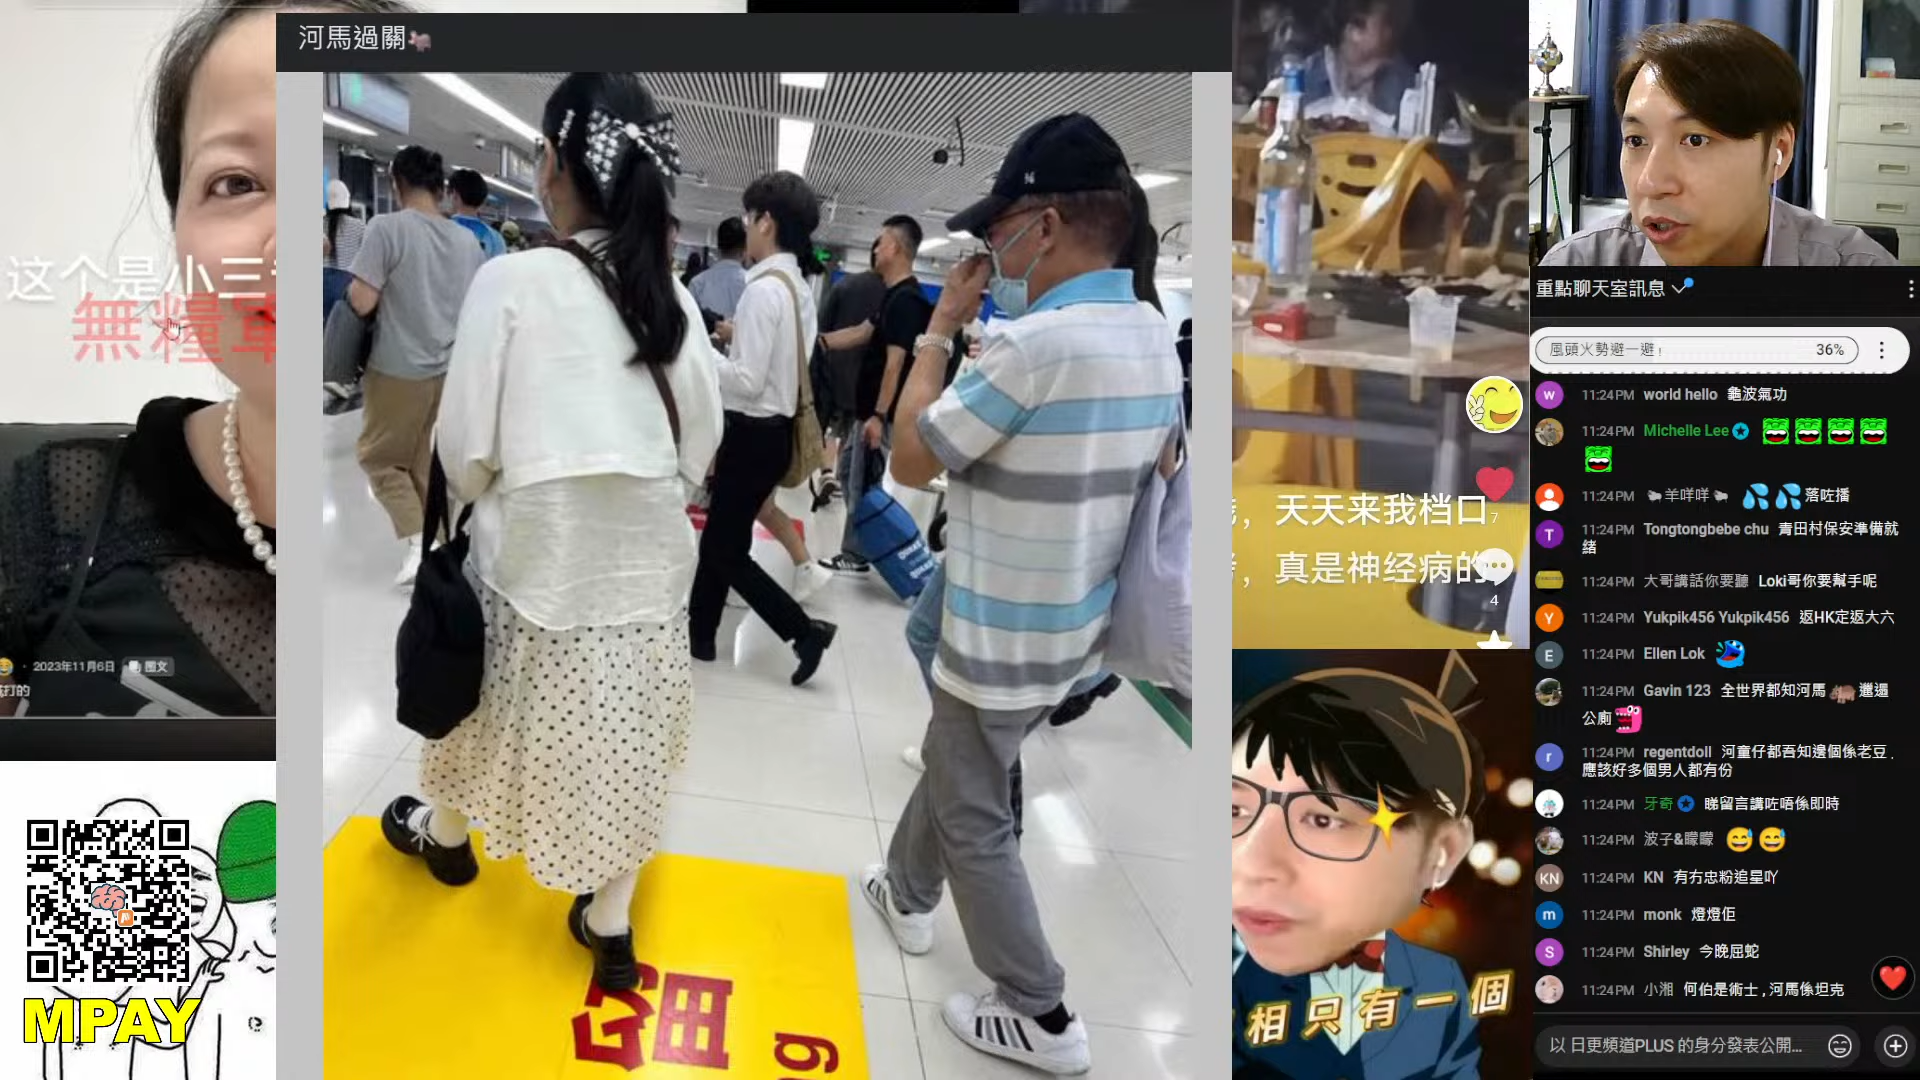 河馬過關
这个是小三
無糧單
2023年11月6日
圖文
MPAY
天天来我档口
7
真是神经病的
4
相只有一個
重點聊天室訊息
風頭火勢避一避!
36%
w 11:24 PM world hello 龜波氣功
11:24 PM Michelle Lee
11:24 PM 羊咩咩 落咗播
T 11:24 PM Tongtongbebe chu 青田村保安準備就
緒
11:24 PM 大哥講話你要聽 Loki哥你要幫手呢
Y 11:24 PM Yukpik456 Yukpik456 返HK定返大六
E 11:24 PM Ellen Lok
11:24 PM Gavin 123 全世界都知河馬 邋遢
公廁
r 11:24 PM regentdoll 河童仔都吾知邊個係老豆 .
應該好多個男人都有份
11:24 PM 牙奇 睇留言講咗唔係即時
11:24 PM 波子&矇矇
KN 11:24 PM KN 有冇忠粉追星吖
m 11:24 PM monk 燈燈佢
S 11:24 PM Shirley 今晚屈蛇
11:24 PM 小湘 何伯是術士 , 河馬係坦克
以 日更頻道PLUS 的身分發表公開...